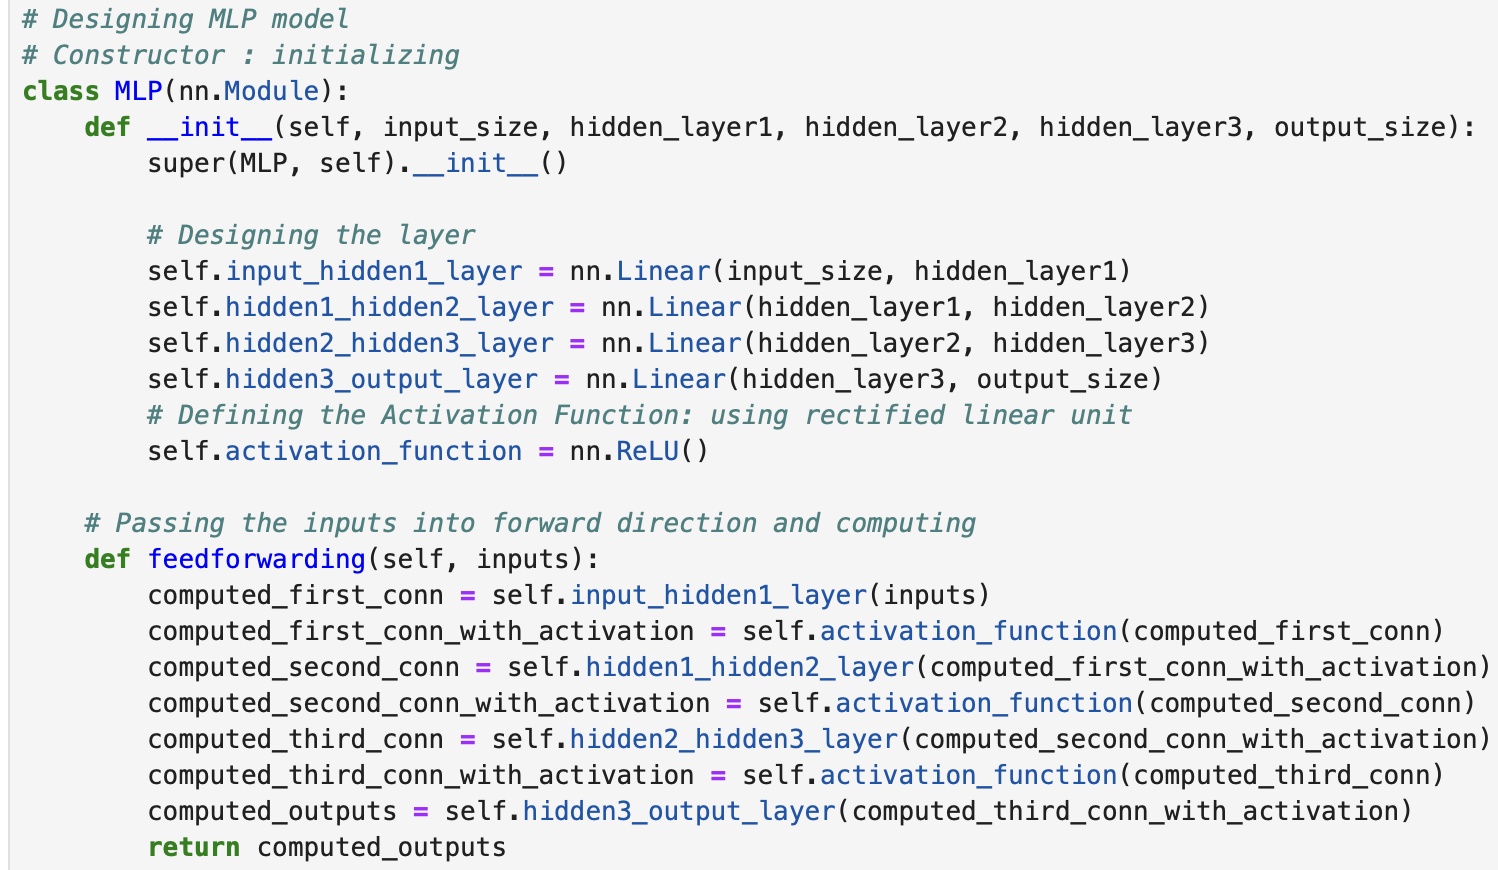 # Designing MLP model
# Constructor : initializing
class MLP(nn.Module):
    def __init__(self, input_size, hidden_layer1, hidden_layer2, hidden_layer3, output_size):
        super(MLP, self).__init__()

        # Designing the layer
        self.input_hidden1_layer = nn.Linear(input_size, hidden_layer1)
        self.hidden1_hidden2_layer = nn.Linear(hidden_layer1, hidden_layer2)
        self.hidden2_hidden3_layer = nn.Linear(hidden_layer2, hidden_layer3)
        self.hidden3_output_layer = nn.Linear(hidden_layer3, output_size)
        # Defining the Activation Function: using rectified linear unit
        self.activation_function = nn.ReLU()

    # Passing the inputs into forward direction and computing
    def feedforwarding(self, inputs):
        computed_first_conn = self.input_hidden1_layer(inputs)
        computed_first_conn_with_activation = self.activation_function(computed_first_conn)
        computed_second_conn = self.hidden1_hidden2_layer(computed_first_conn_with_activation)
        computed_second_conn_with_activation = self.activation_function(computed_second_conn)
        computed_third_conn = self.hidden2_hidden3_layer(computed_second_conn_with_activation)
        computed_third_conn_with_activation = self.activation_function(computed_third_conn)
        computed_outputs = self.hidden3_output_layer(computed_third_conn_with_activation)
        return computed_outputs